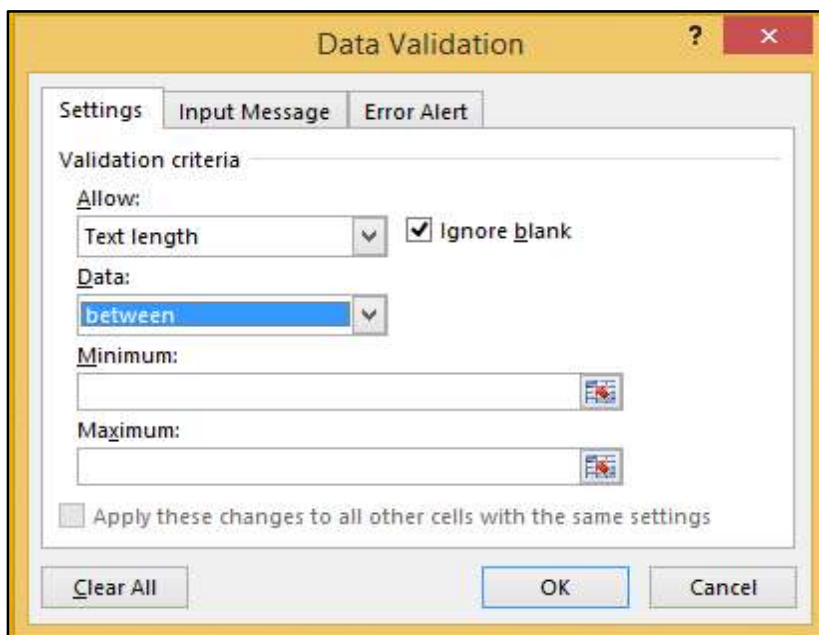 Data Validation ?
Settings Input Message Error Alert
Validation criteria
Allow:
Text length Ignore blank
Data:
between
Minimum:
Maximum:
Apply these changes to all other cells with the same settings
Clear All OK Cancel